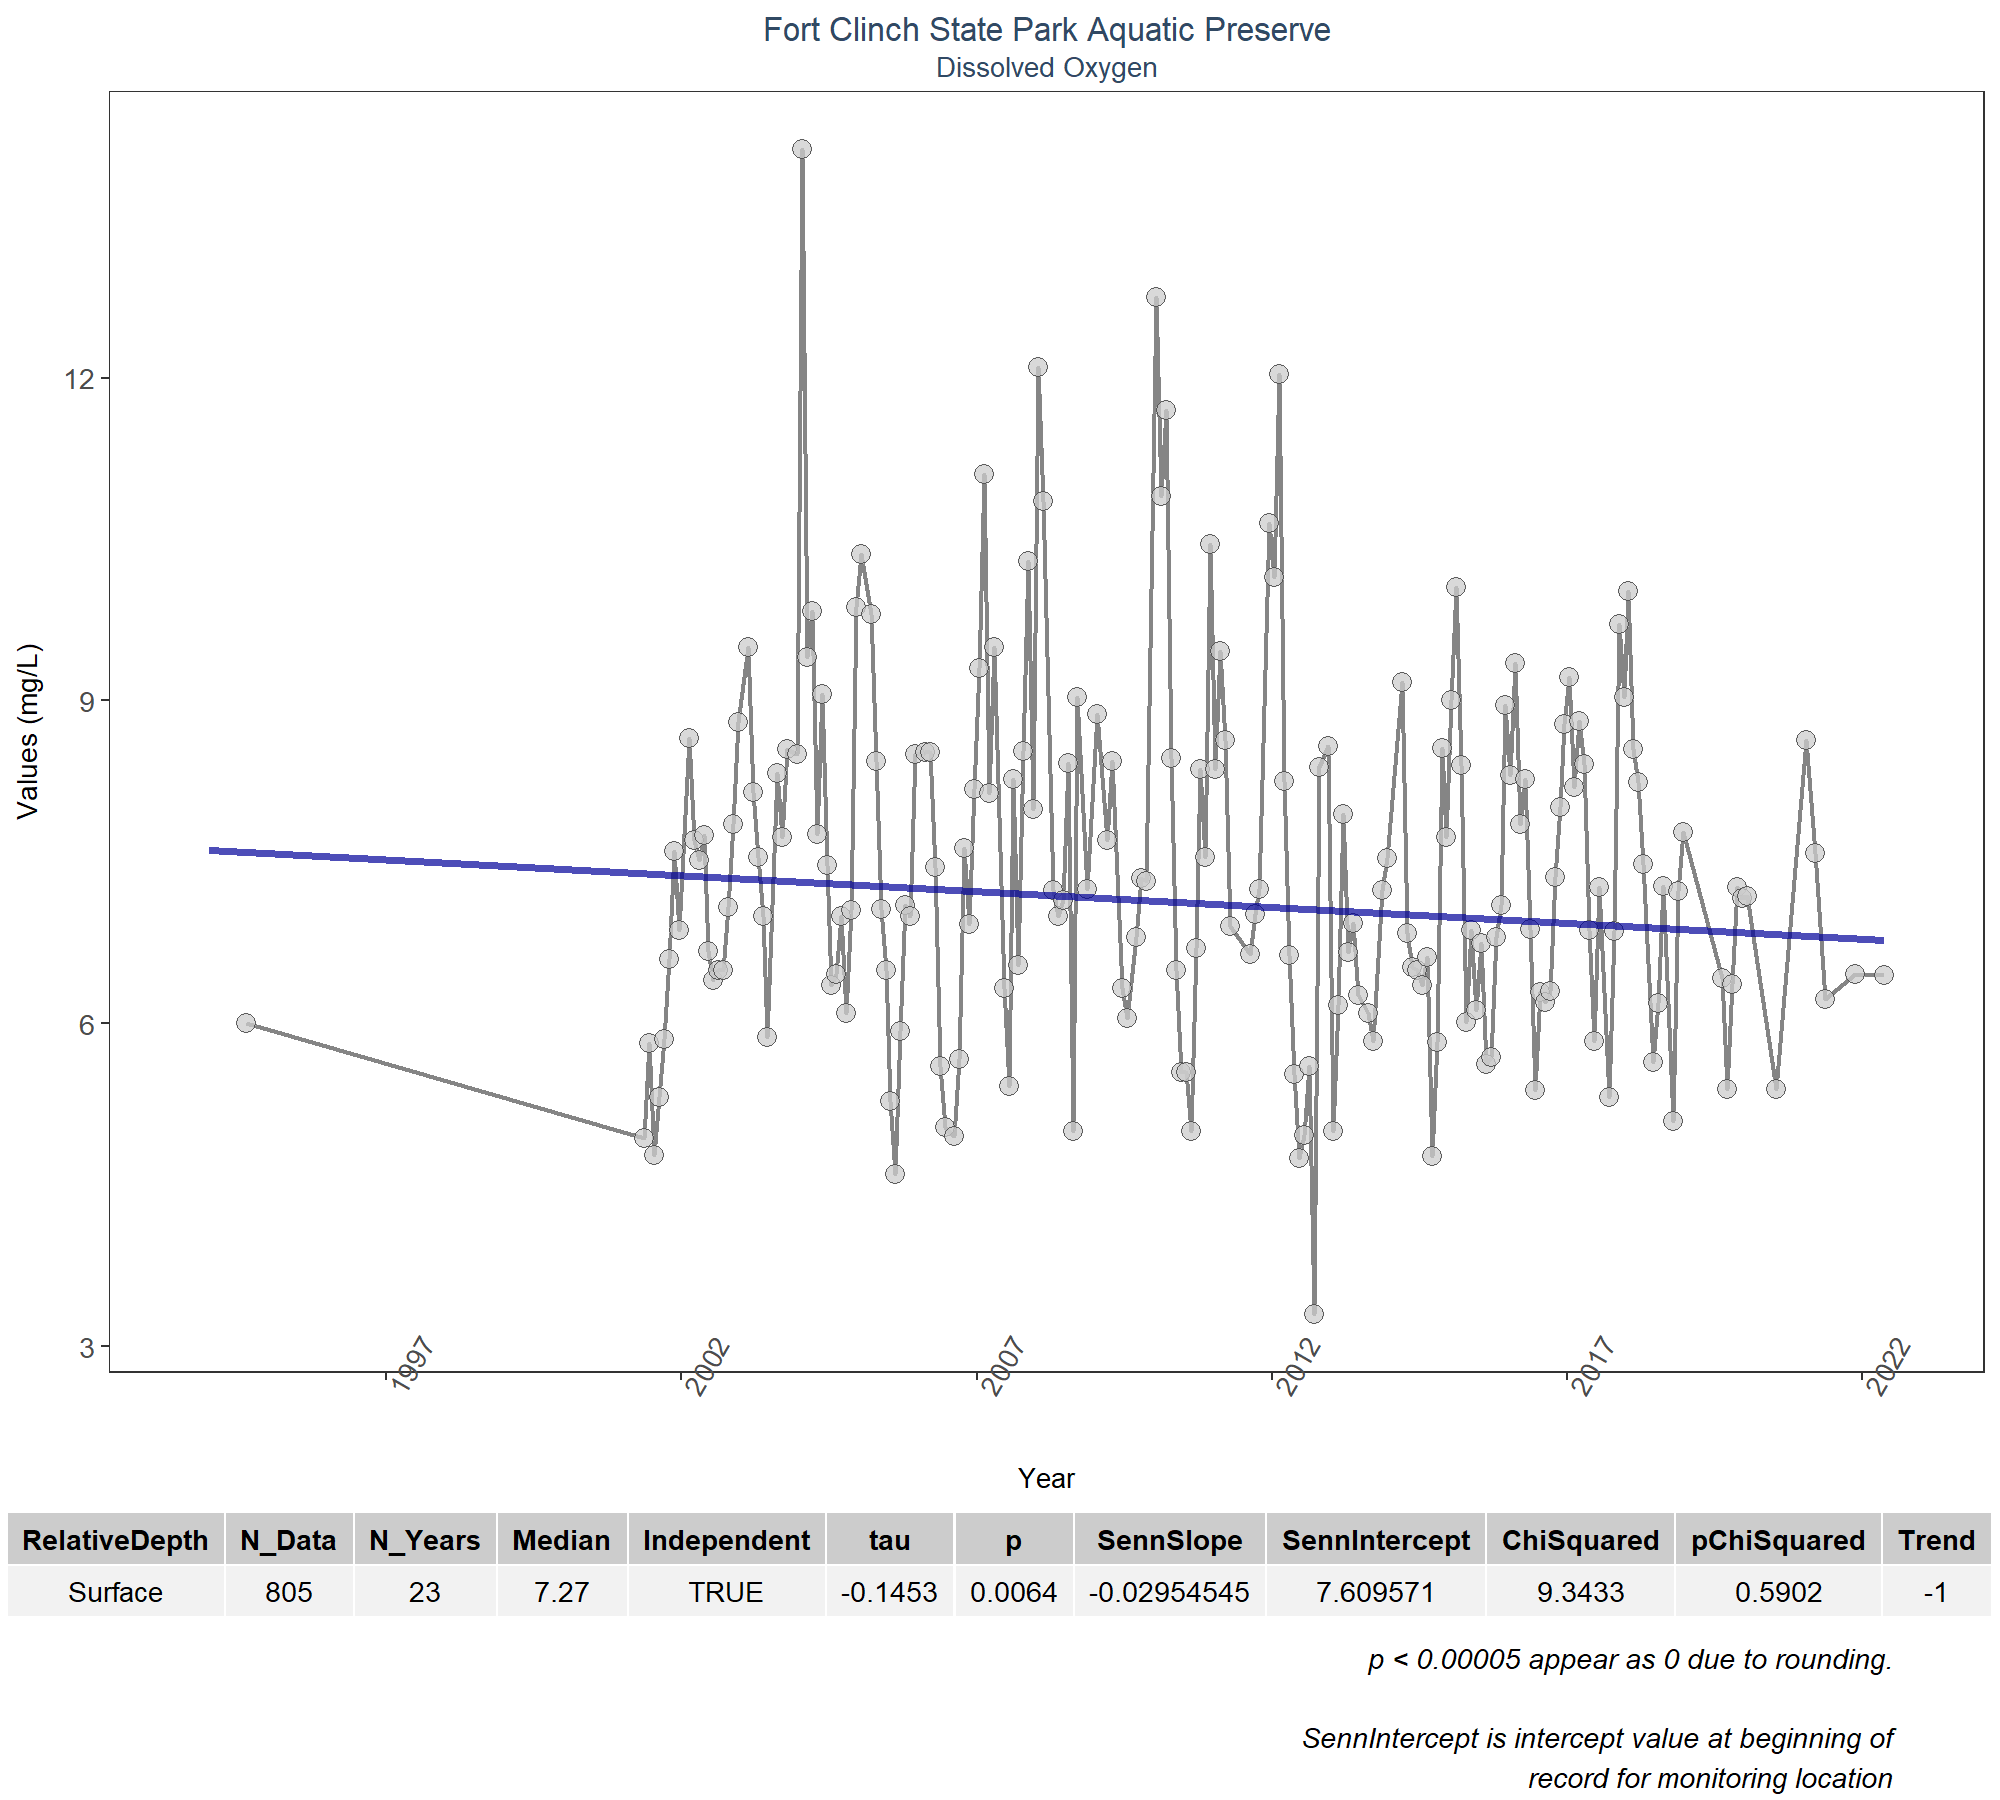 Fort Clinch State Park Aquatic Preserve
Dissolved Oxygen
Values (mg/L)
12
9
6
3
1997 2002 2007 2012 2017 2022
Year
RelativeDepth N_Data N_Years Median Independent tau p SennSlope SennIntercept ChiSquared pChiSquared Trend
Surface 805 23 7.27 TRUE -0.1453 0.0064 -0.02954545 7.609571 9.3433 0.5902 -1
p < 0.00005 appear as 0 due to rounding.
SennIntercept is intercept value at beginning of
record for monitoring location